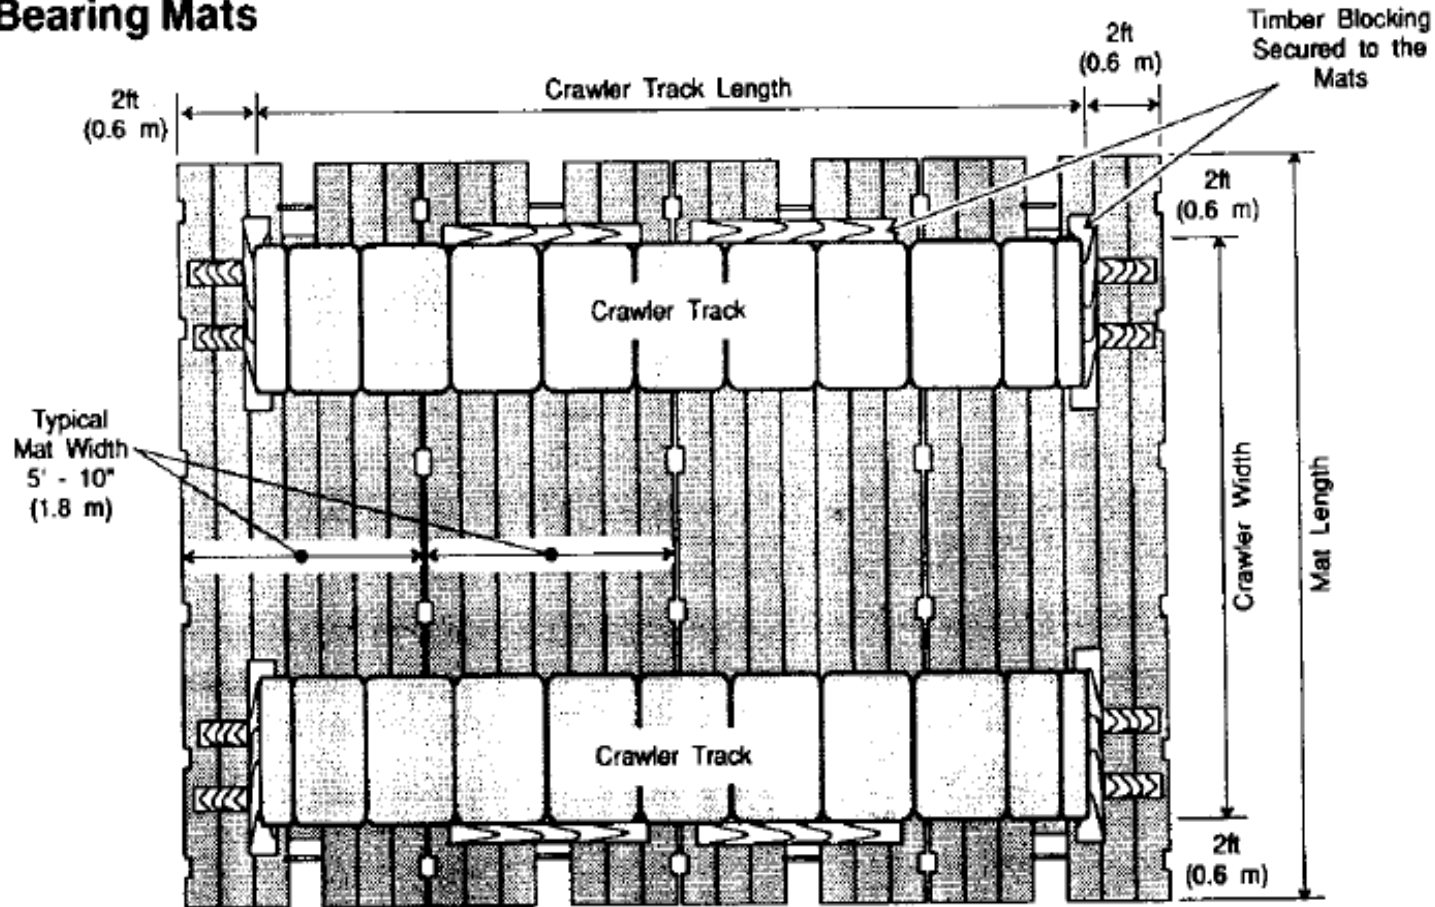 Bearing Mats
2ft
(0.6 m)
Crawler Track Length
2ft
(0.6 m)
Timber Blocking
Secured to the
Mats
2ft
(0.6 m)
Crawler Track
Typical
Mat Width
5' - 10"
(1.8 m)
Crawler Width
Mat Length
Crawler Track
2ft
(0.6 m)